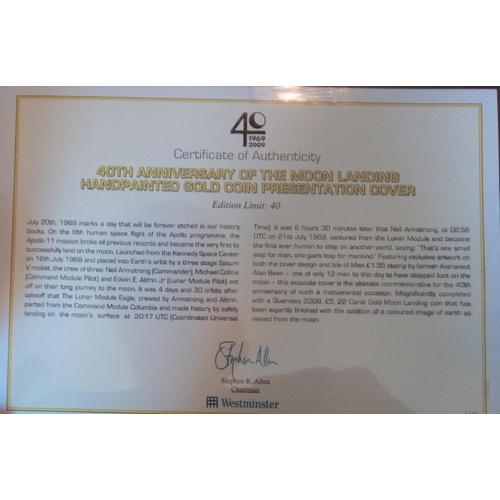 40
1969
2009
Certificate of Authenticity
40TH ANNIVERSARY OF THE MOON LANDING
HANDPAINTED GOLD COIN PRESENTATION COVER
Edition Limit: 40
July 20th, 1969 marks a day that will be forever etched in our history
books. On the fifth human space flight of the Apollo programme, the
Apollo 11 mission broke all previous records and became the very first to
successfully land on the moon. Launched from the Kennedy Space Center
on 16th July 1969 and placed into Earth's orbit by a three stage Saturn
V rocket, the crew of three: Neil Armstrong (Commander), Michael Collins
(Command Module Pilot) and Edwin E. Aldrin Jr (Lunar Module Pilot) set
off on their long journey to the moon. It was 4 days and 30 orbits after
takeoff that The Lunar Module Eagle, crewed by Armstrong and Aldrin,
parted from the Command Module Columbia and made history by safely
landing on the moon's surface at 20:17 UTC (Coordinated Universal
Time). It was 6 hours 30 minutes later that Neil Armstrong, at 02:56
UTC on 21st July 1969, ventured from the Lunar Module and became
the first ever human to step on another world, saying 'That's one small
step for man, one giant leap for mankind.' Featuring exclusive artwork on
both the cover design and Isle of Man £1.35 stamp by former Astronaut
Alan Bean – one of only 12 men to this day to have stepped foot on the
moon – this exquisite cover is the ultimate commemorative for the 40th
anniversary of such a monumental occasion. Magnificently completed
with a Guernsey 2009, £5, 22 Carat Gold Moon Landing coin that has
been expertly finished with the addition of a coloured image of earth as
viewed from the moon.
Stephen Allen
Stephen R. Allen
Chairman
Westminster